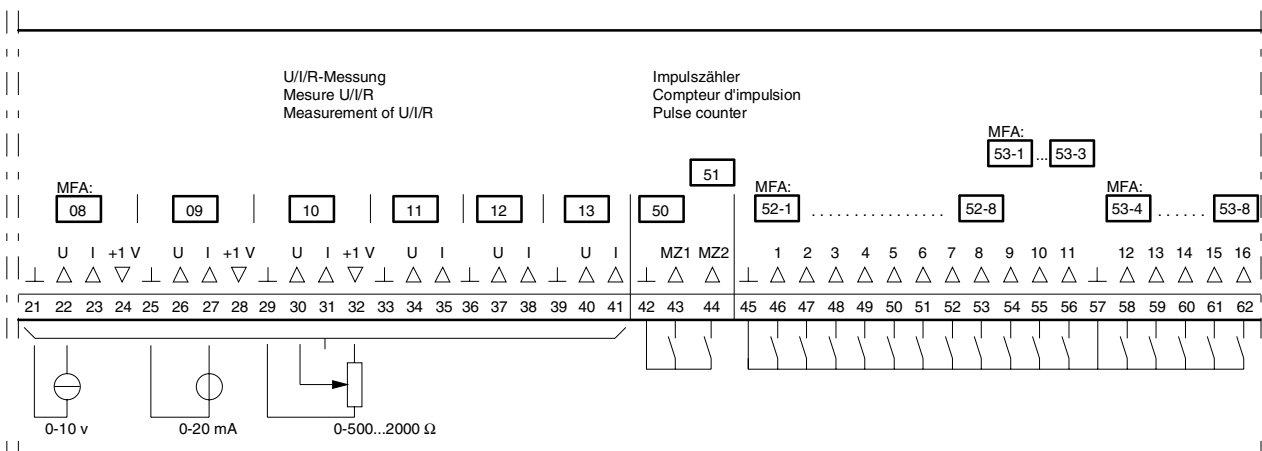 U/I/R-Messung
Mesure U/I/R
Measurement of U/I/R
Impulszähler
Compteur d'impulsion
Pulse counter
MFA:
53-1 ... 53-3
51
MFA: MFA: MFA:
08 09 10 11 12 13 50 52-1 . . . . . . . . . . . . . . . . 52-8 53-4 . . . . . . 53-8
U I +1 V U I +1 V U I +1 V U I U I U I MZ1 MZ2 1 2 3 4 5 6 7 8 9 10 11 12 13 14 15 16
21 22 23 24 25 26 27 28 29 30 31 32 33 34 35 36 37 38 39 40 41 42 43 44 45 46 47 48 49 50 51 52 53 54 55 56 57 58 59 60 61 62
0-10 v 0-20 mA 0-500...2000 Ω